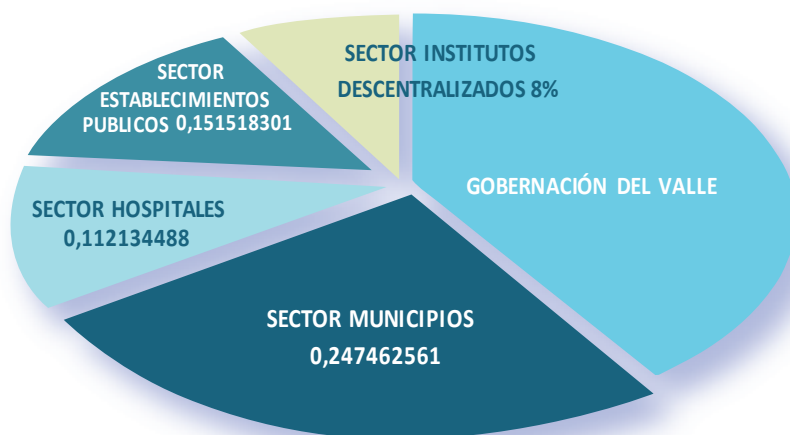 SECTOR INSTITUTOS
DESCENTRALIZADOS 8%
SECTOR
ESTABLECIMIENTOS
PUBLICOS 0,151518301
GOBERNACIÓN DEL VALLE
SECTOR HOSPITALES
0,112134488
SECTOR MUNICIPIOS
0,247462561